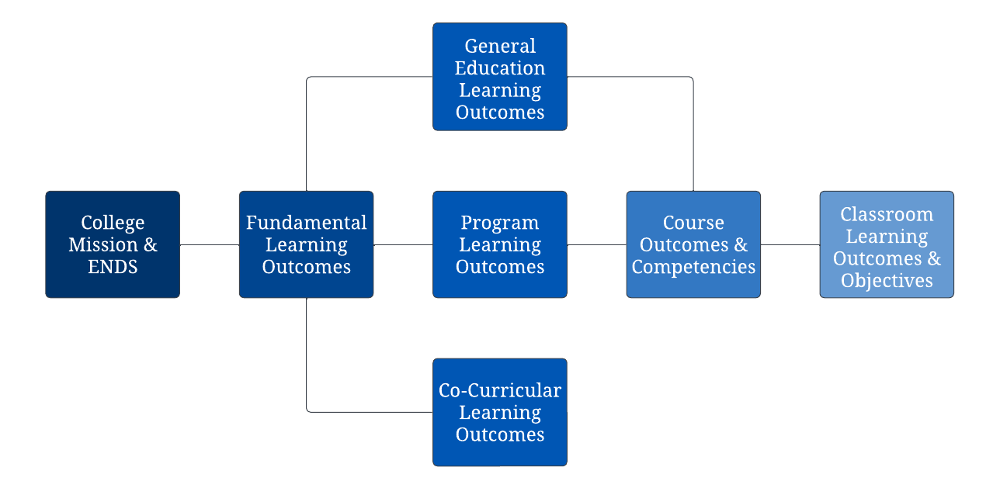 General
Education
Learning
Outcomes
College
Mission &
ENDS
Fundamental
Learning
Outcomes
Program
Learning
Outcomes
Course
Outcomes &
Competencies
Classroom
Learning
Outcomes &
Objectives
Co-Curricular
Learning
Outcomes